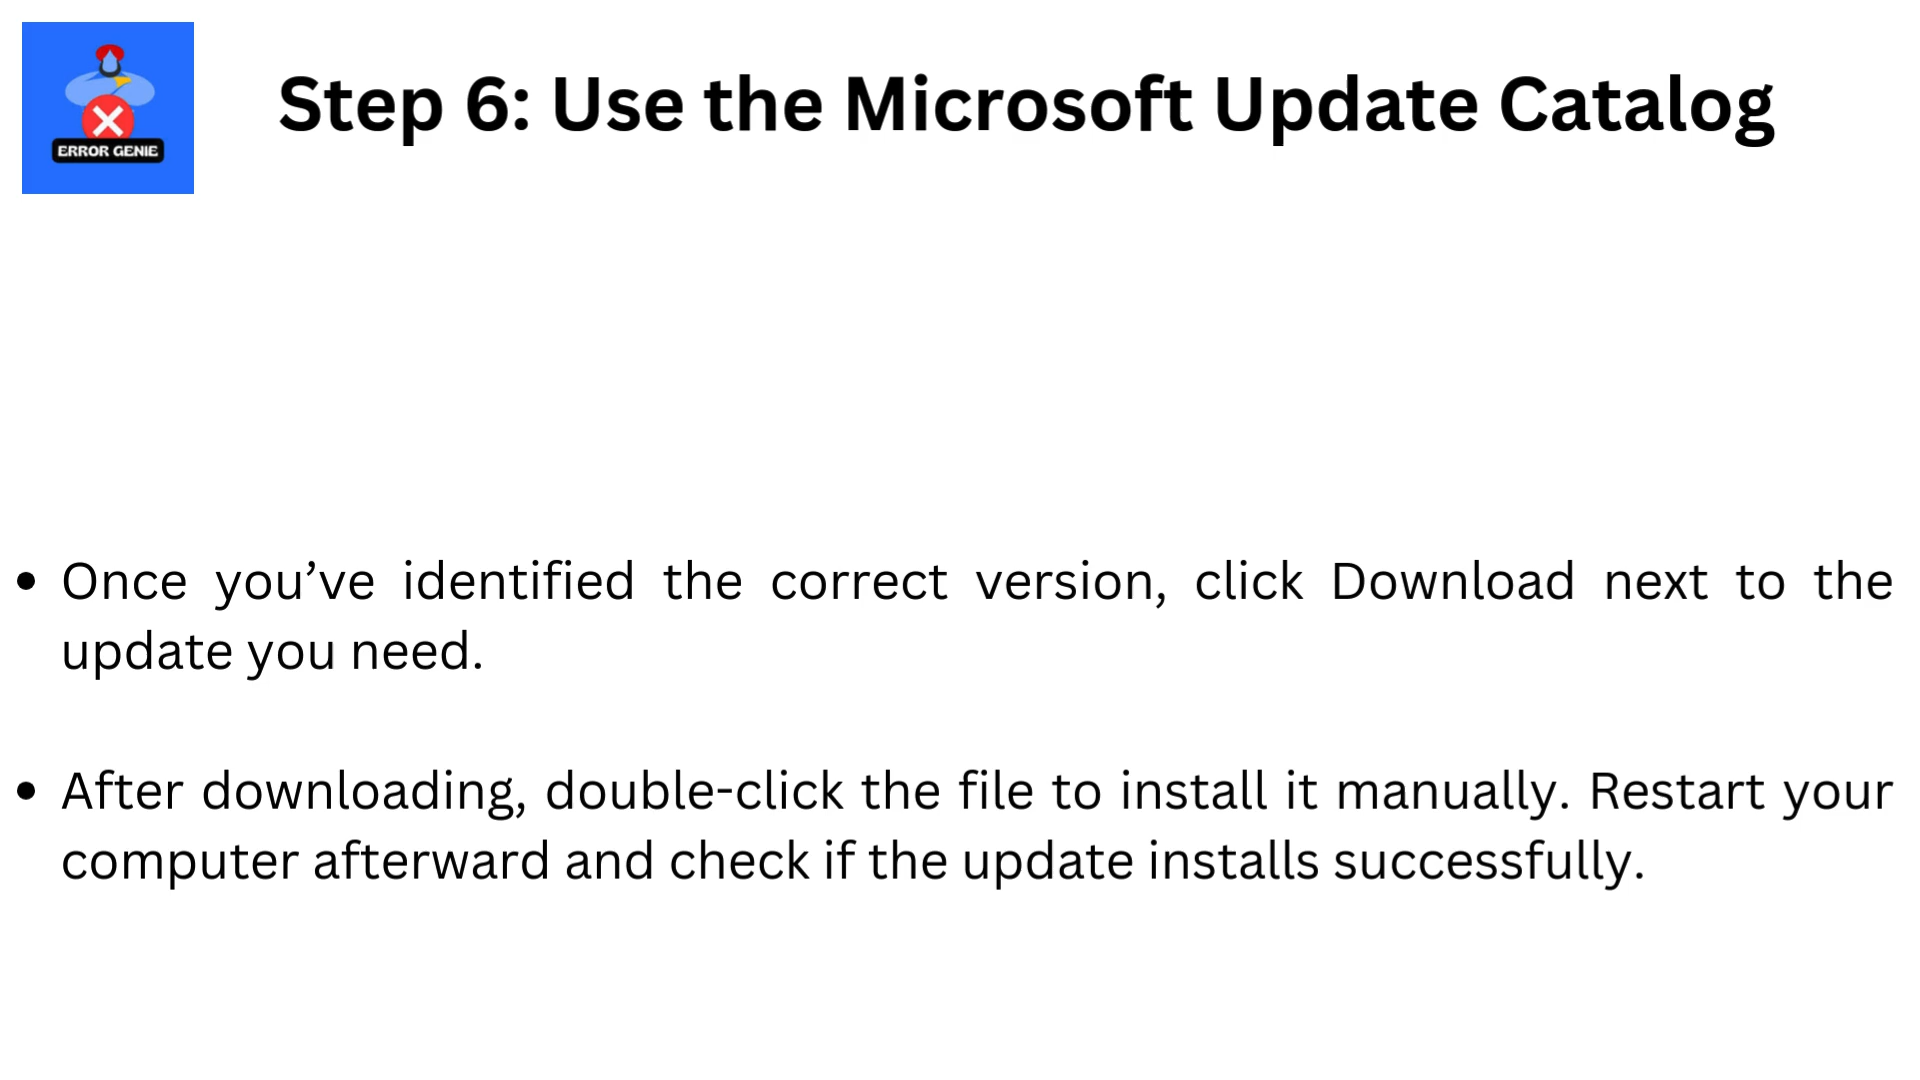 ERROR GENIE
Step 6: Use the Microsoft Update Catalog
• Once you’ve identified the correct version, click Download next to the
update you need.
• After downloading, double-click the file to install it manually. Restart your
computer afterward and check if the update installs successfully.